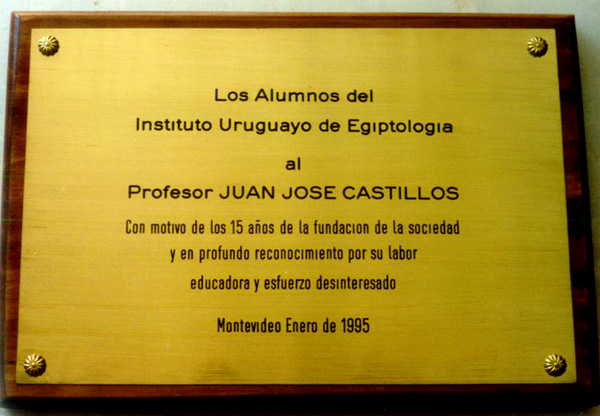 Los Alumnos del
Instituto Uruguayo de Egiptologia
al
Profesor JUAN JOSE CASTILLOS
Con motivo de los 15 años de la fundacion de la sociedad
y en profundo reconocimiento por su labor
educadora y esfuerzo desinteresado
Montevideo Enero de 1995